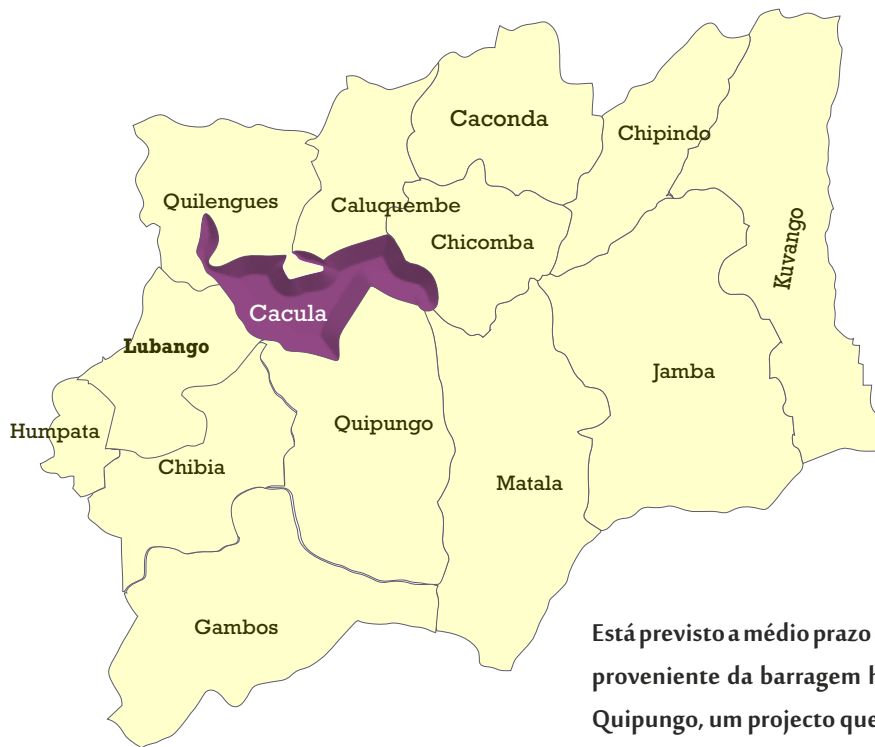 Caconda
Chipindo
Quilengues
Caluquembe
Chicomba
Kuvango
Cacula
Lubango
Jamba
Humpata
Quipungo
Chibia
Matala
Gambos
Está previsto a médio prazo
proveniente da barragem h
Quipungo, um projecto que